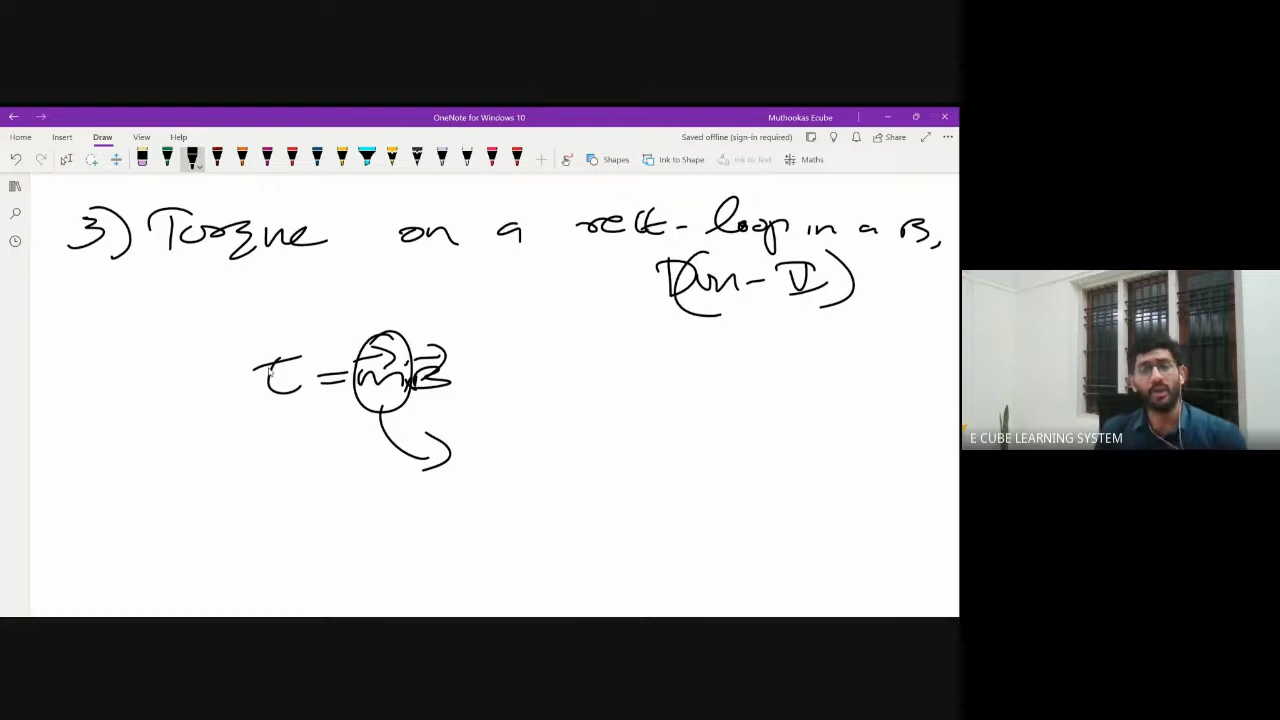 OneNote for Windows 10
Muthookas Ecube
Home Insert Draw View Help
Saved offline (sign-in required)
Share
Shapes
Ink to Shape
Ink to Text
Maths
3) Torque on a rect-loop in a B,
τ = m⃗ × B⃗
E CUBE LEARNING SYSTEM